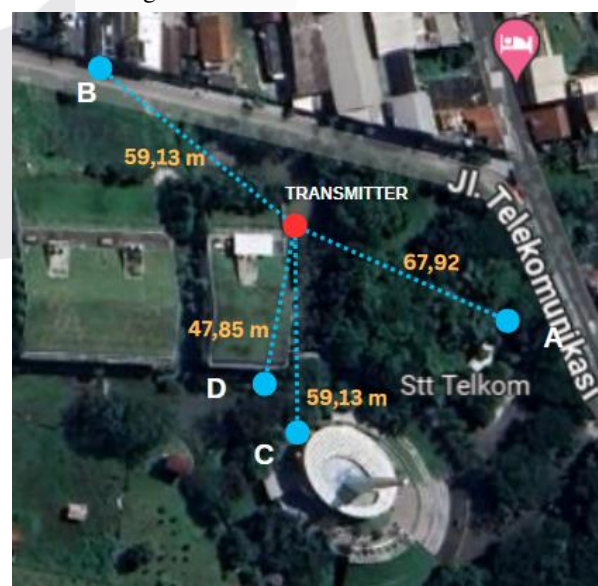 B
59,13 m
TRANSMITTER
Jl. Telekomunikasi
67,92
47,85 m
A
D
Stt Telkom
59,13 m
C